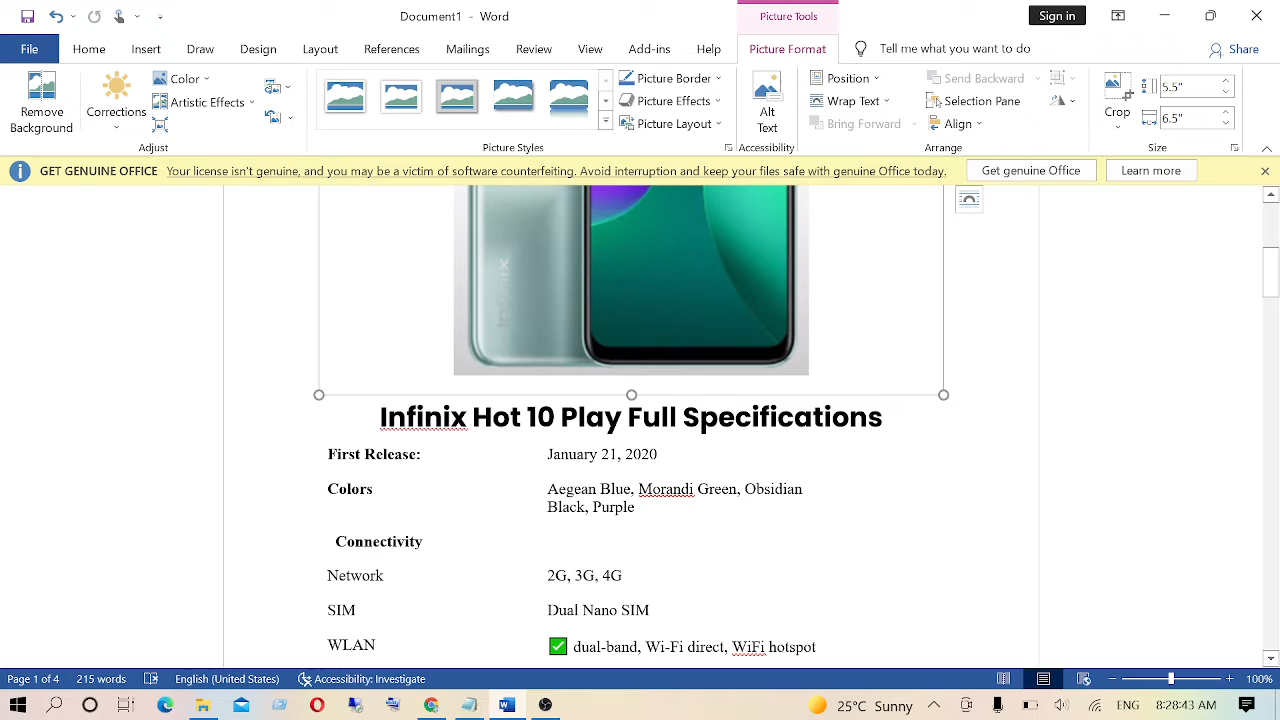 Document1 - Word
Picture Tools
Sign in
File
Home
Insert
Draw
Design
Layout
References
Mailings
Review
View
Add-ins
Help
Picture Format
Tell me what you want to do
Share
Remove Background
Corrections
Color
Artistic Effects
Adjust
Picture Styles
Picture Border
Picture Effects
Picture Layout
Alt Text
Accessibility
Position
Wrap Text
Bring Forward
Send Backward
Selection Pane
Align
Arrange
Crop
5.5"
6.5"
Size
GET GENUINE OFFICE Your license isn't genuine, and you may be a victim of software counterfeiting. Avoid interruption and keep your files safe with genuine Office today.
Get genuine Office
Learn more
Infinix
Infinix Hot 10 Play Full Specifications
First Release: January 21, 2020
Colors Aegean Blue, Morandi Green, Obsidian
Black, Purple
Connectivity
Network 2G, 3G, 4G
SIM Dual Nano SIM
WLAN ✅ dual-band, Wi-Fi direct, WiFi hotspot
Page 1 of 4 215 words English (United States) Accessibility: Investigate 100%
25°C Sunny ENG 8:28:43 AM